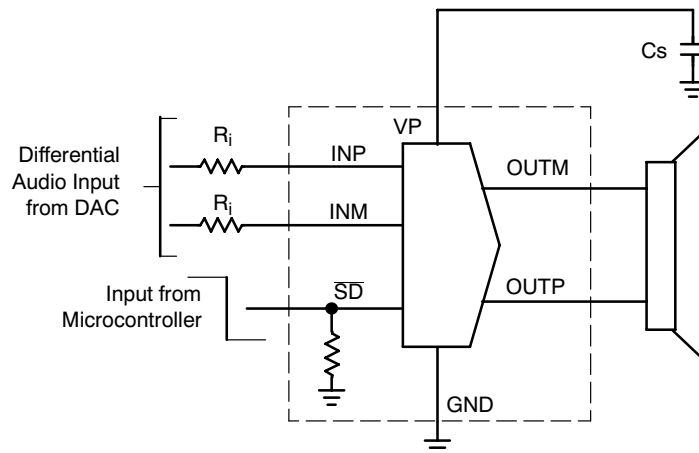 Cs
VP
Ri
INP
OUTM
Differential
Audio Input
from DAC
Ri
INM
SD
OUTP
Input from
Microcontroller
GND